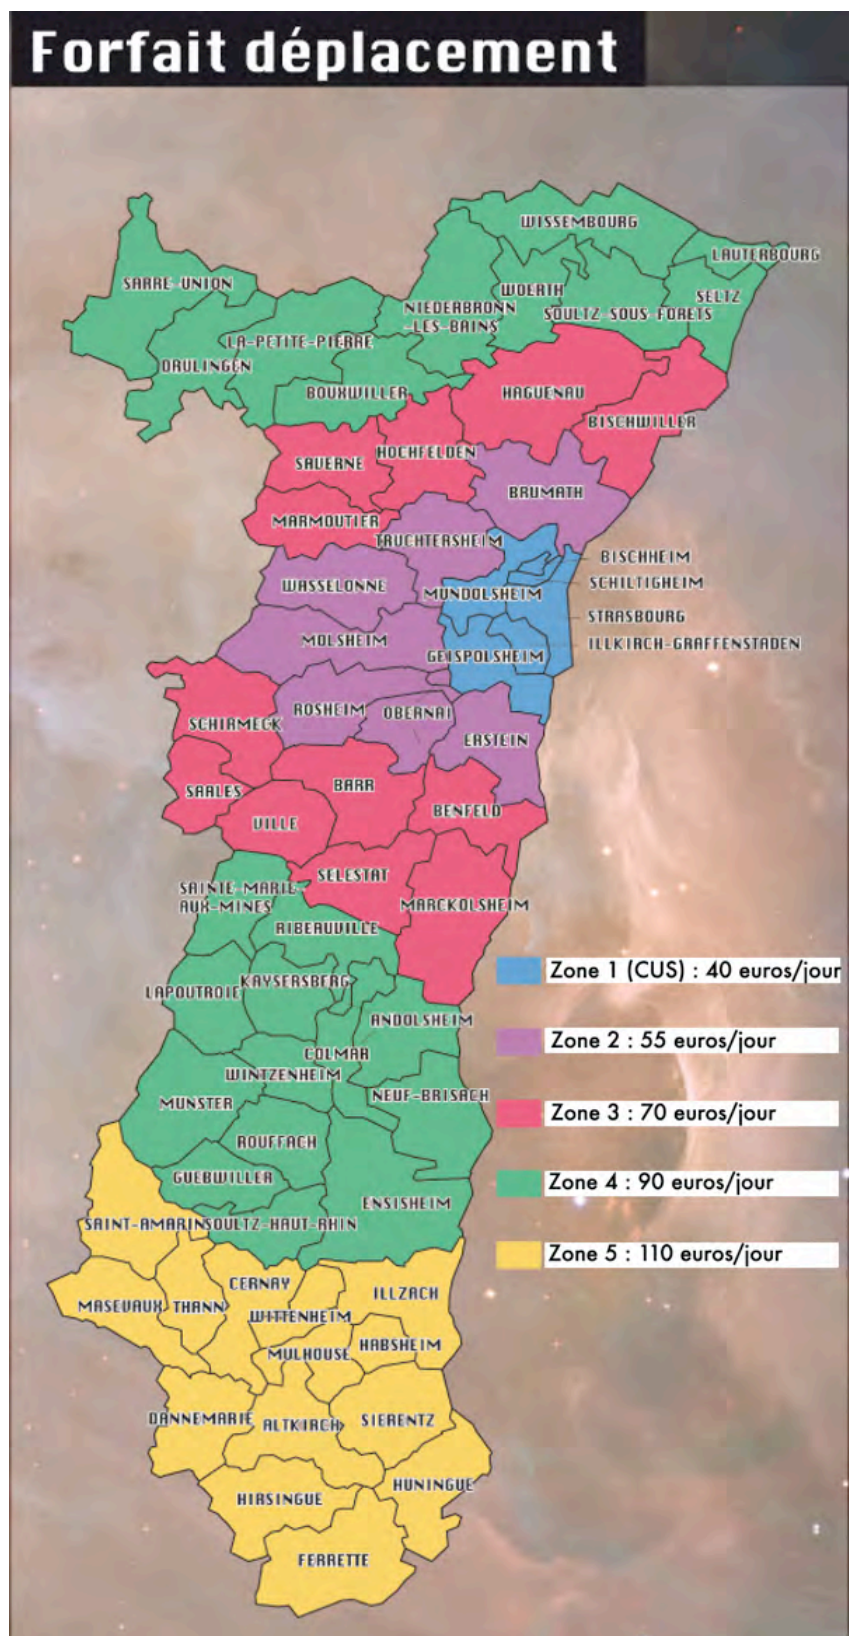 Forfait déplacement
WISSEMBOURG
LAUTERBOURG
SARRE-UNION
WOERTH
SELTZ
NIEDERBRONN
-LES-BAINS
SOULTZ-SOUS-FORETS
LA-PETITE-PIERRE
DRULINGEN
BOUXWILLER
HAGUENAU
BISCHWILLER
HOCHFELDEN
SAVERNE
BRUMATH
MARMOUTIER
TRUCHTERSHEIM
BISCHHEIM
SCHILTIGHEIM
WASSELONNE
MUNDOLSHEIM
STRASBOURG
MOLSHEIM
ILLKIRCH-GRAFFENSTADEN
GEISPOLSHEIM
ROSHEIM
OBERNAI
SCHIRMECK
ERSTEIN
SAALES
BARR
BENFELD
VILLE
SELESTAT
SAINTE-MARIE-
AUX-MINES
MARCKOLSHEIM
RIBEAUVILLE
Zone 1 (CUS) : 40 euros/jour
LAPOUTROIE
KAYSERSBERG
ANDOLSHEIM
Zone 2 : 55 euros/jour
COLMAR
WINTZENHEIM
NEUF-BRISACH
MUNSTER
Zone 3 : 70 euros/jour
ROUFFACH
GUEBWILLER
Zone 4 : 90 euros/jour
ENSISHEIM
SAINT-AMARIN
SOULTZ-HAUT-RHIN
Zone 5 : 110 euros/jour
CERNAY
ILLZACH
MASEVAUX
THANN
WITTENHEIM
HABSHEIM
MULHOUSE
DANNEMARIE
ALTKIRCH
SIERENTZ
HUNINGUE
HIRSINGUE
FERRETTE